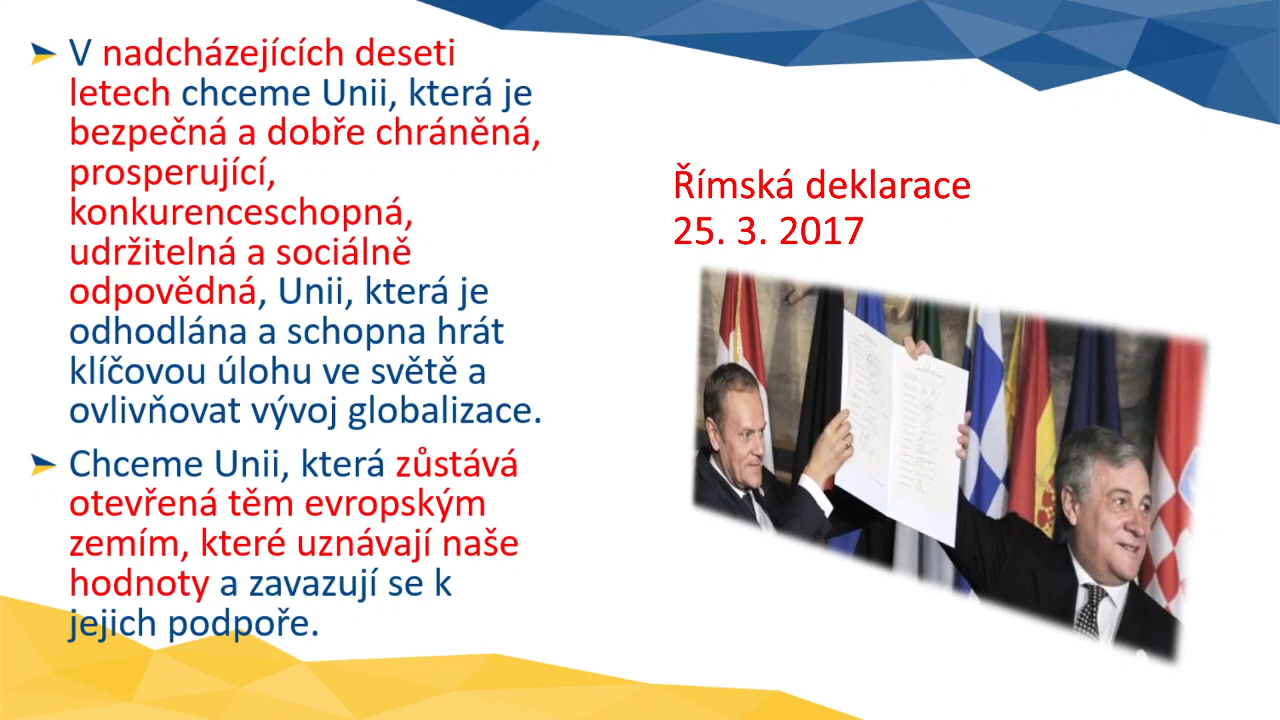 V nadcházejících deseti
letech chceme Unii, která je
bezpečná a dobře chráněná,
prosperující,
konkurenceschopná,
udržitelná a sociálně
odpovědná, Unii, která je
odhodlána a schopna hrát
klíčovou úlohu ve světě a
ovlivňovat vývoj globalizace.
Chceme Unii, která zůstává
otevřená těm evropským
zemím, které uznávají naše
hodnoty a zavazují se k
jejich podpoře.
Římská deklarace
25. 3. 2017